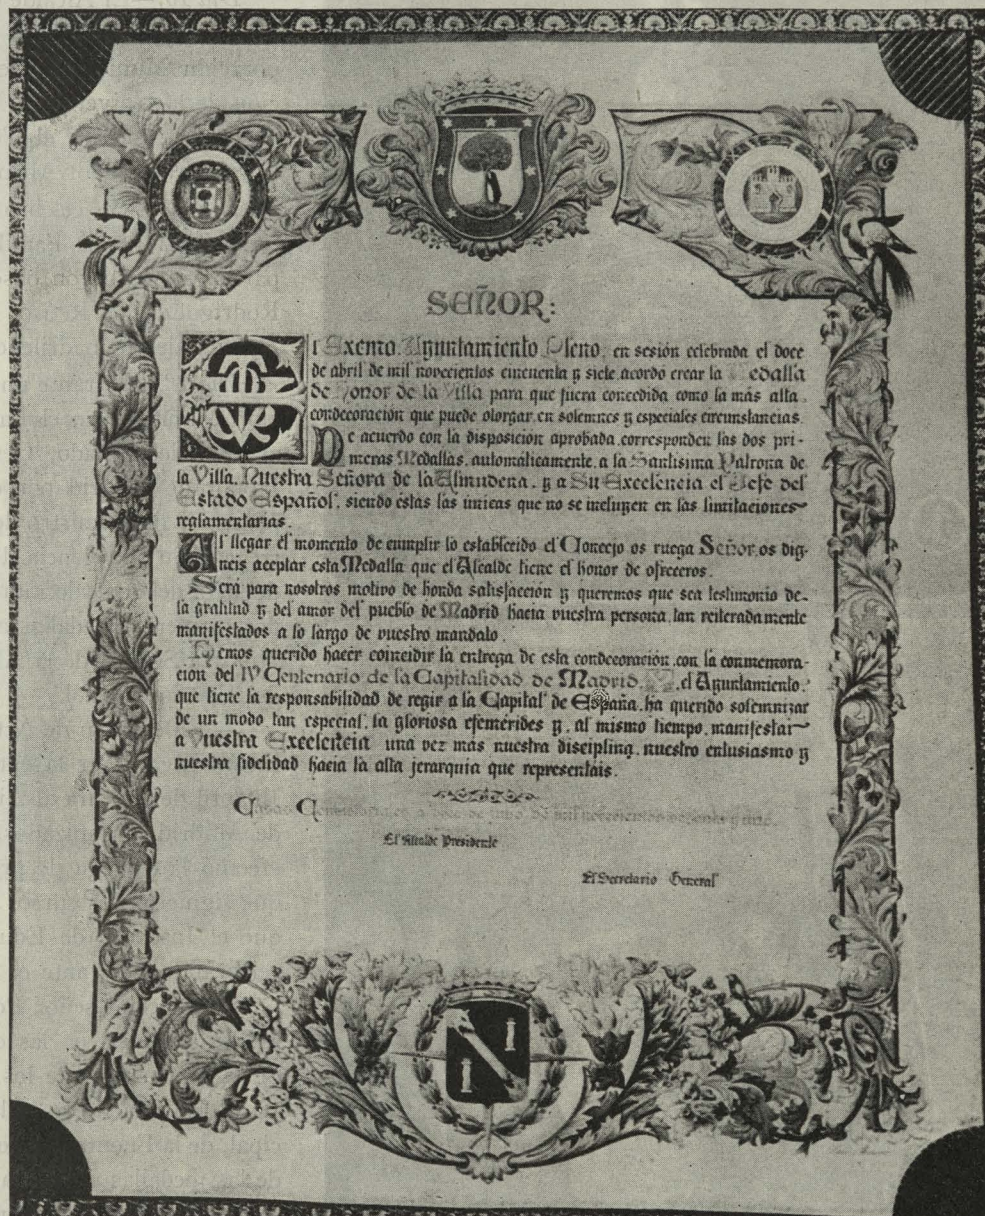 SEÑOR:
El Excmo. Ayuntamiento Pleno, en sesión celebrada el doce
de abril de mil novecientos cincuenta y siete, acordó crear la Medalla
de Honor de la Villa para que fuera concedida como la más alta
condecoración que puede otorgar, en solemnes y especiales circunstancias.
De acuerdo con la disposición aprobada, corresponden las dos pri-
meras Medallas, automáticamente, a la Santísima Patrona de
la Villa, Nuestra Señora de la Almudena, y a Su Excelencia el Jefe del
Estado Español, siendo éstas las únicas que no se incluyen en las limitaciones
reglamentarias.
Al llegar el momento de cumplir lo establecido el Concejo os ruega Señor, os dig-
neis aceptar esta Medalla que el Alcalde tiene el honor de ofreceros.
Será para nosotros motivo de honda satisfacción y queremos que sea testimonio de
la gratitud y del amor del pueblo de Madrid hacia vuestra persona, tan reiteradamente
manifestados a lo largo de vuestro mandato.
Hemos querido hacer coincidir la entrega de esta condecoración, con la conmemora-
ción del IV Centenario de la Capitalidad de Madrid. Y, el Ayuntamiento,
que tiene la responsabilidad de regir a la Capital de España, ha querido solemnizar
de un modo tan especial, la gloriosa efemérides y, al mismo tiempo, manifestar
a Vuestra Excelencia una vez más nuestra disciplina, nuestro entusiasmo y
nuestra fidelidad hacia la alta jerarquía que representáis.
Casas Consistoriales a doce de de mil novecientos sesenta y uno.
El Alcalde Presidente
El Secretario General